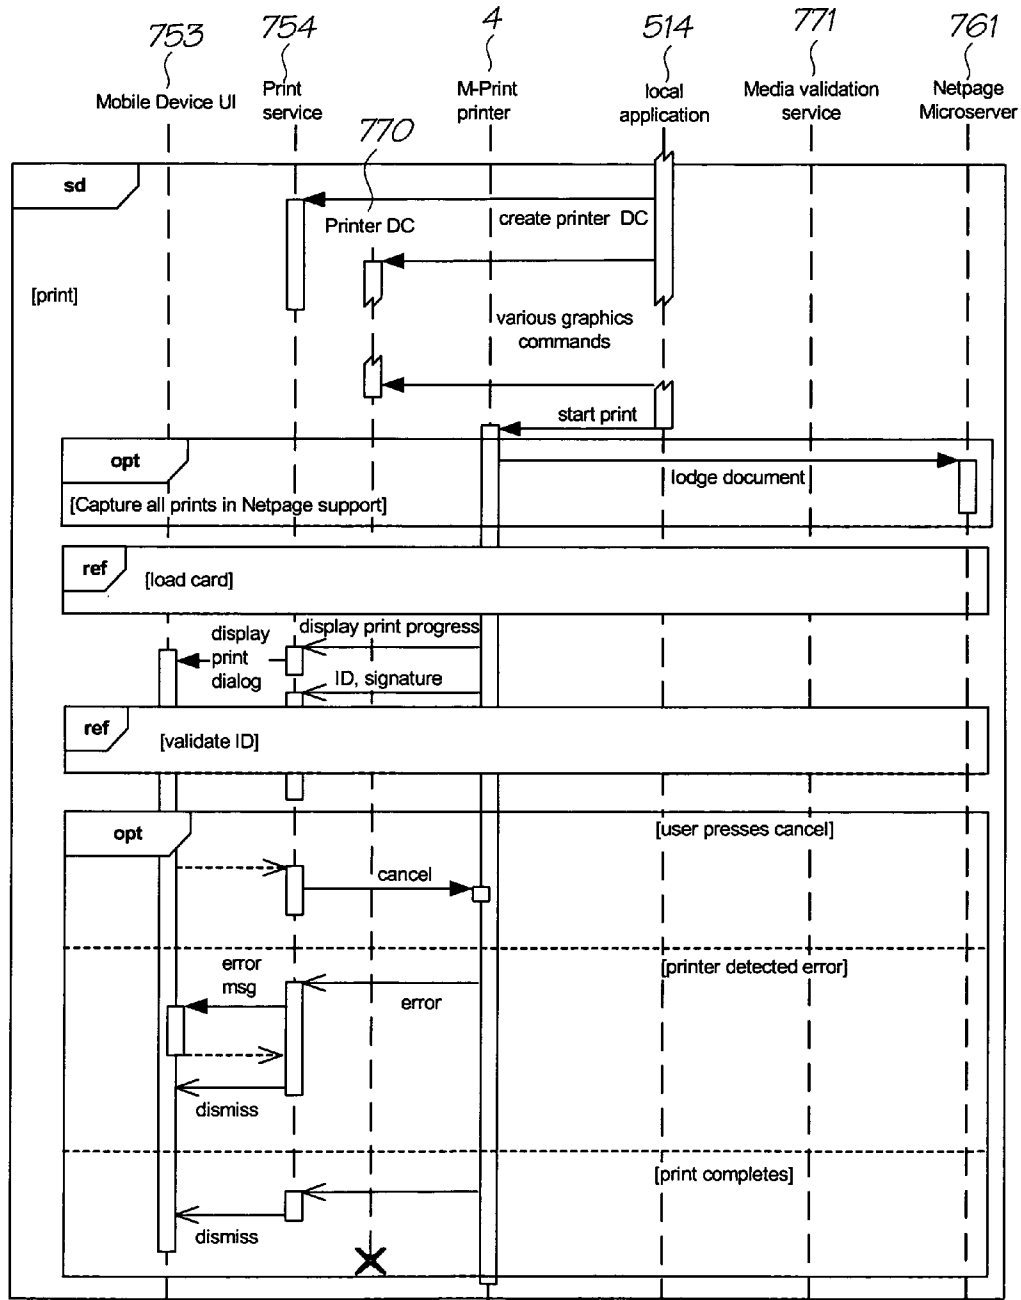 753
754
4
514
771
761
Mobile Device UI
Print
service
M-Print
printer
local
application
Media validation
service
Netpage
Microserver
770
sd
Printer DC
create printer DC
[print]
various graphics
commands
start print
opt
lodge document
[Capture all prints in Netpage support]
ref
[load card]
display print progress
display
print
dialog
ID, signature
ref
[validate ID]
opt
[user presses cancel]
cancel
[printer detected error]
error
msg
error
dismiss
[print completes]
dismiss